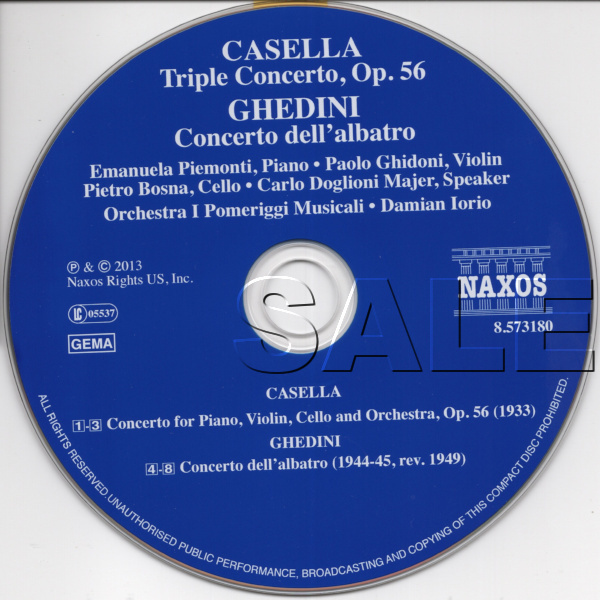 CASELLA
Triple Concerto, Op. 56
GHEDINI
Concerto dell'albatro
Emanuela Piemonti, Piano • Paolo Ghidoni, Violin
Pietro Bosna, Cello • Carlo Doglioni Majer, Speaker
Orchestra I Pomeriggi Musicali • Damian Iorio
℗ & © 2013
Naxos Rights US, Inc.
NAXOS
LC 05537
8.573180
GEMA
SALE
CASELLA
1-3 Concerto for Piano, Violin, Cello and Orchestra, Op. 56 (1933)
GHEDINI
4-8 Concerto dell'albatro (1944-45, rev. 1949)
ALL RIGHTS RESERVED.UNAUTHORISED PUBLIC PERFORMANCE, BROADCASTING AND COPYING OF THIS COMPACT DISC PROHIBITED.